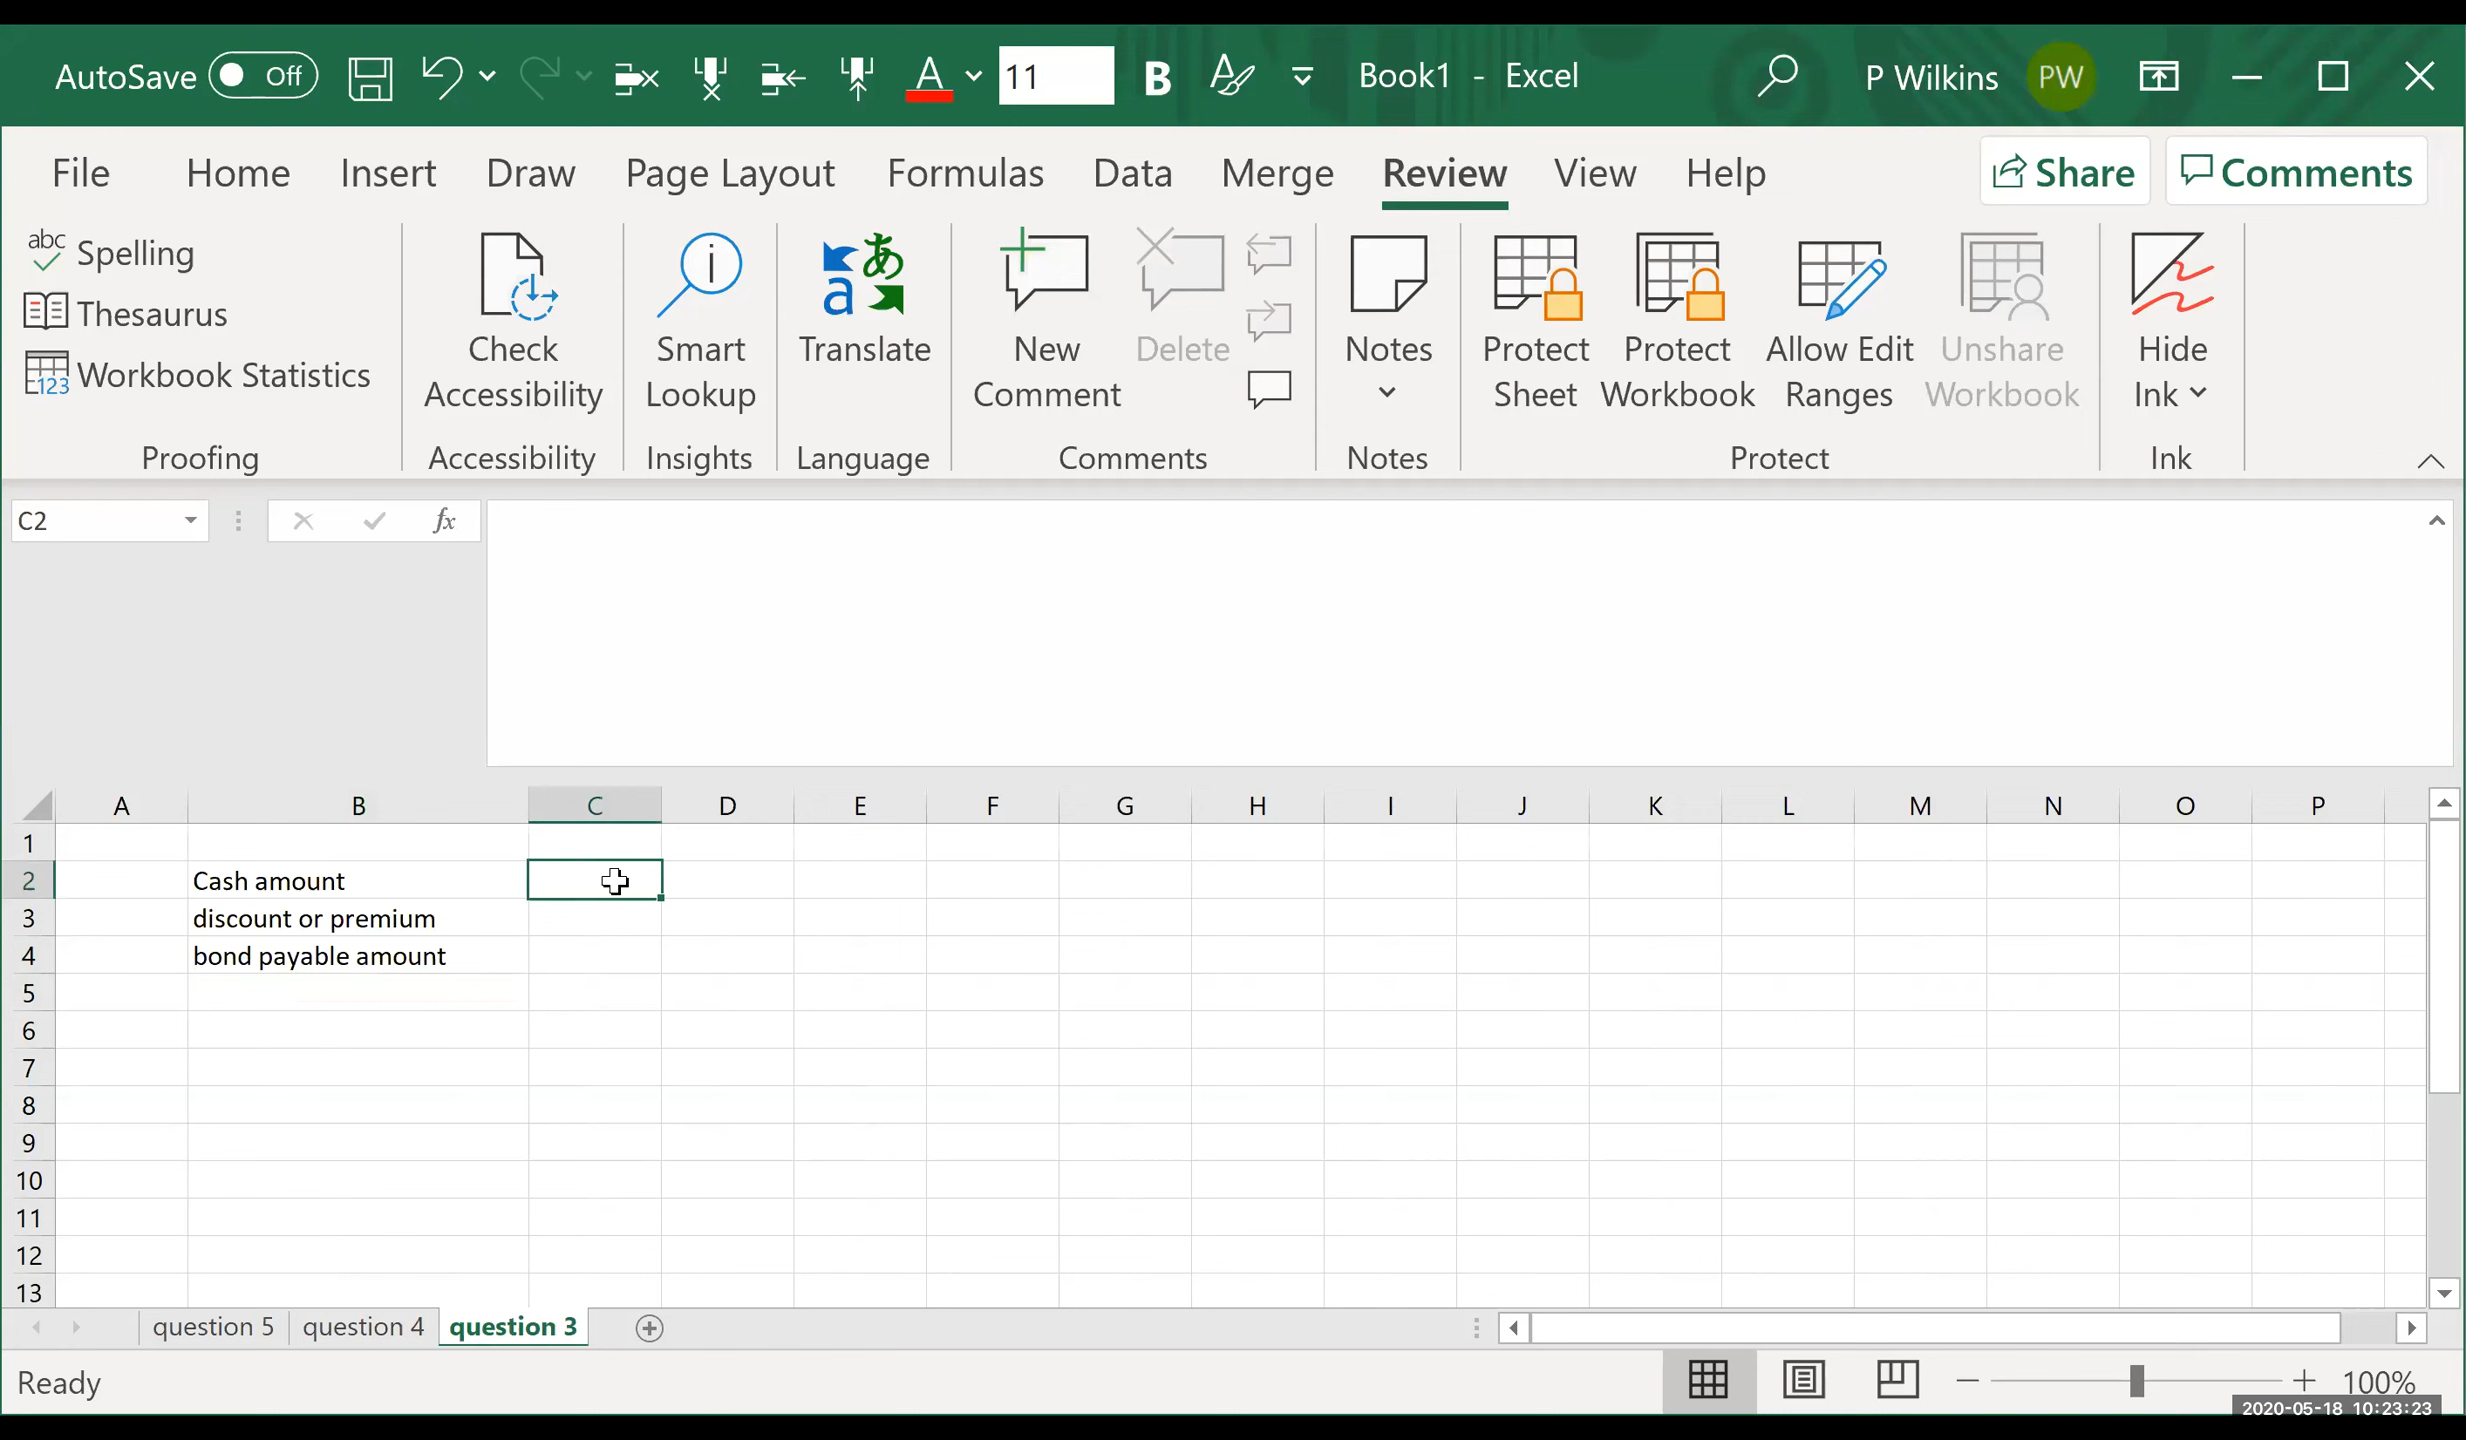 AutoSave Off 11 B Book1 - Excel P Wilkins PW
File Home Insert Draw Page Layout Formulas Data Merge Review View Help Share Comments
abc Spelling
Thesaurus
123 Workbook Statistics
Proofing
Check
Accessibility
Accessibility
Smart
Lookup
Insights
Translate
Language
New
Comment
Delete
Comments
Notes
Notes
Protect
Sheet
Protect
Workbook
Allow Edit
Ranges
Unshare
Workbook
Protect
Hide
Ink
Ink
C2 fx
A B C D E F G H I J K L M N O P
1
2 Cash amount
3 discount or premium
4 bond payable amount
5
6
7
8
9
10
11
12
13
question 5 question 4 question 3
Ready 100%
2020-05-18 10:23:23